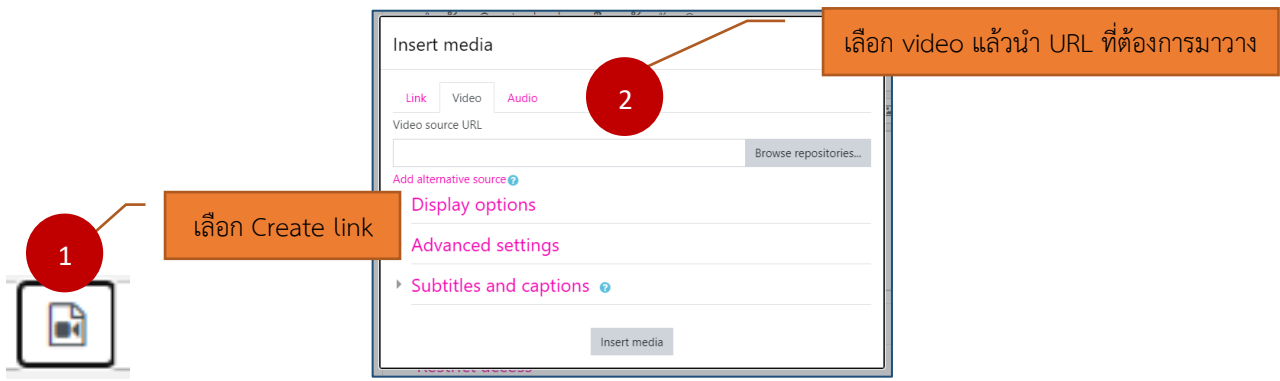 Insert media
เลือก video แล้วนำ URL ที่ต้องการมาวาง
2
Link Video Audio
Video source URL
Browse repositories...
Add alternative source
Display options
เลือก Create link
1
Advanced settings
Subtitles and captions
Insert media
Restrict access